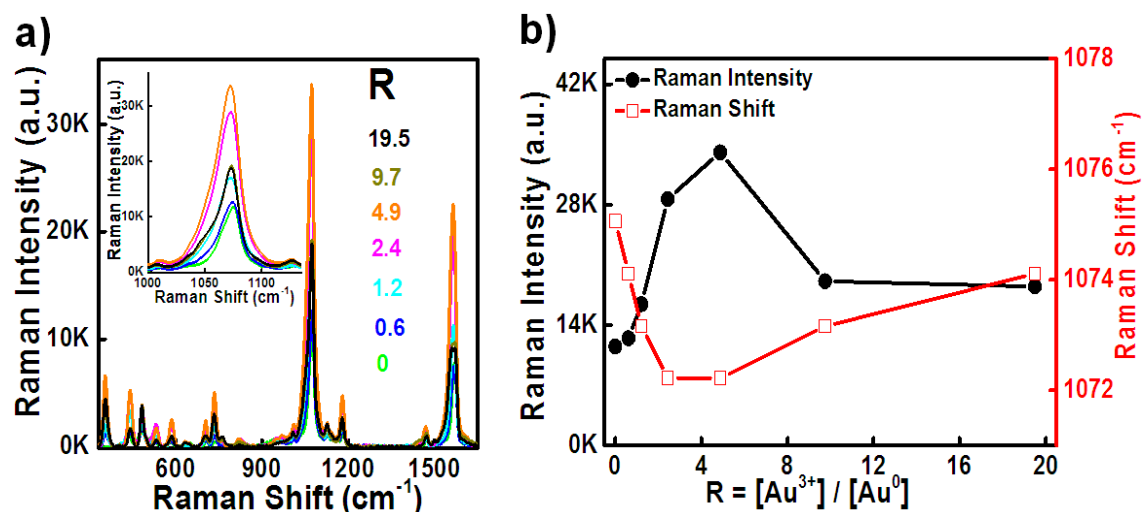 a)
Raman Intensity (a.u.)
30K
20K
10K
0K
600
900
1200
1500
Raman Shift (cm-1)
Raman Intensity (a.u.)
30K
20K
10K
0K
1000
1050
1100
Raman Shift (cm-1)
R
19.5
9.7
4.9
2.4
1.2
0.6
0
b)
Raman Intensity (a.u.)
42K
28K
14K
0K
Raman Intensity
Raman Shift
0
4
8
12
16
20
R = [Au3+] / [Au0]
1078
1076
1074
1072
Raman Shift (cm-1)